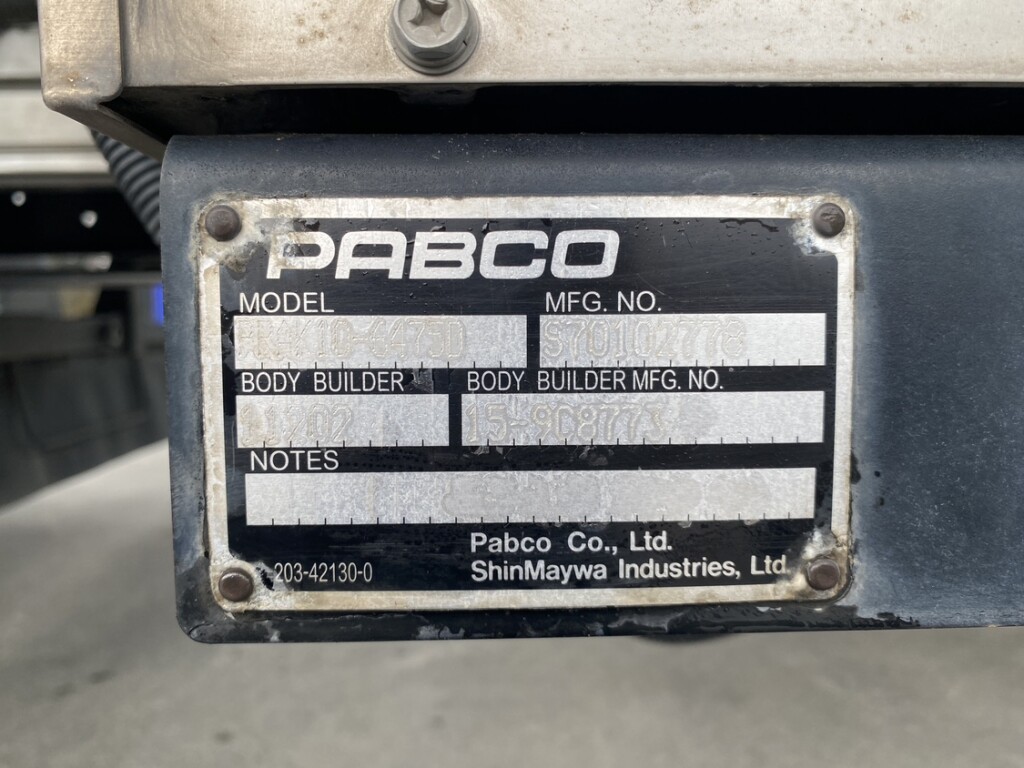 PABCO
MODEL MFG. NO.
S70102778
BODY BUILDER BODY BUILDER MFG. NO.
11202 15-9C8773
NOTES
Pabco Co., Ltd.
203-42130-0 ShinMaywa Industries, Ltd.